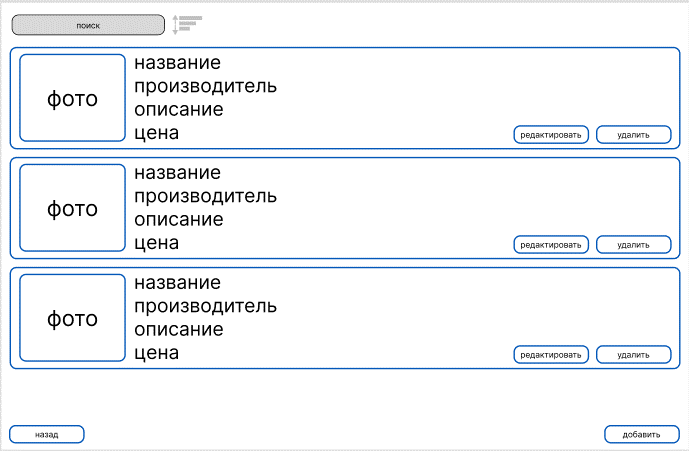 поиск
фото
название
производитель
описание
цена
редактировать
удалить
фото
название
производитель
описание
цена
редактировать
удалить
фото
название
производитель
описание
цена
редактировать
удалить
назад
добавить